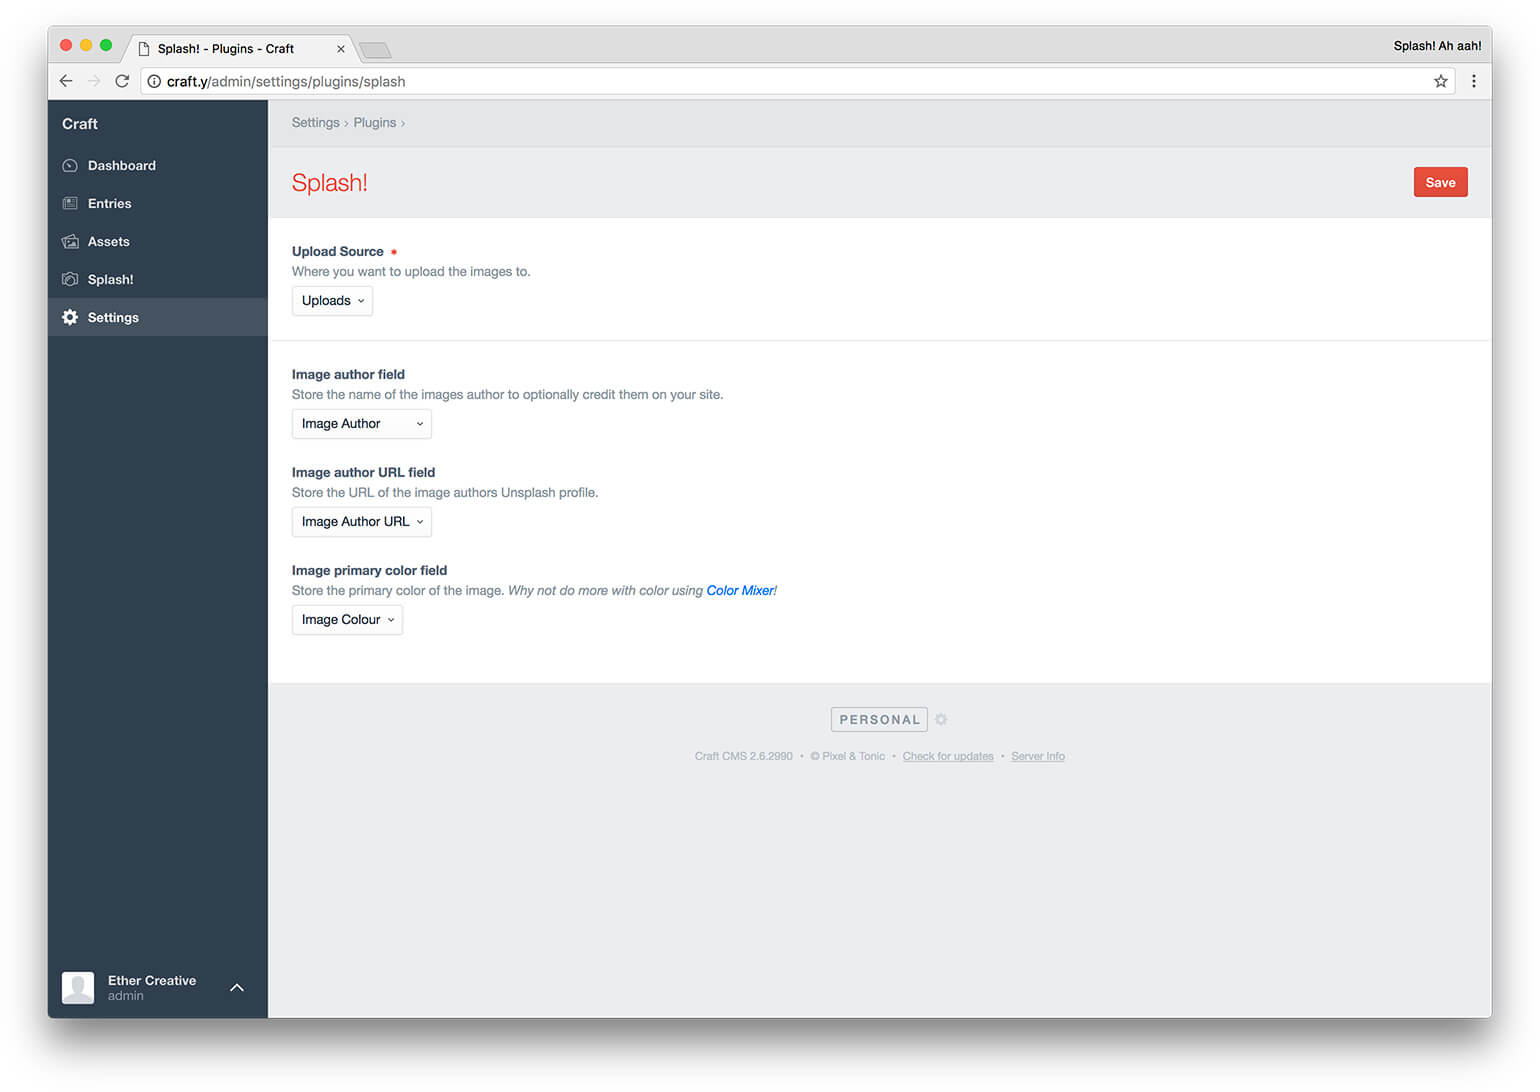 Splash! - Plugins - Craft
Splash! Ah aah!
craft.y/admin/settings/plugins/splash
Craft
Dashboard
Entries
Assets
Splash!
Settings
Ether Creative
admin
Settings › Plugins ›
Splash!
Save
Upload Source *
Where you want to upload the images to.
Uploads
Image author field
Store the name of the images author to optionally credit them on your site.
Image Author
Image author URL field
Store the URL of the image authors Unsplash profile.
Image Author URL
Image primary color field
Store the primary color of the image. Why not do more with color using Color Mixer!
Image Colour
PERSONAL
Craft CMS 2.6.2990 • © Pixel & Tonic • Check for updates • Server Info